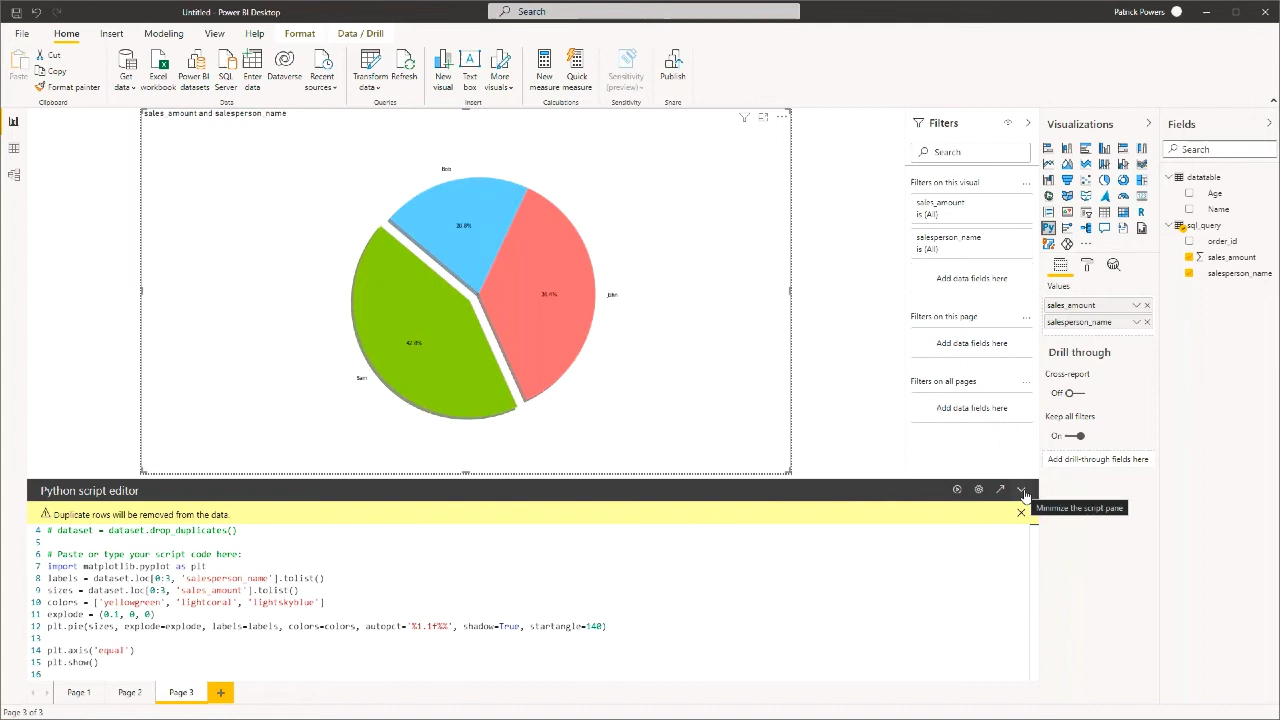 Untitled - Power BI Desktop
Search
Patrick Powers
File Home Insert Modeling View Help Format Data / Drill
Paste
Cut
Copy
Format painter
Get data
Excel workbook
Power BI datasets
SQL Server
Enter data
Dataverse
Recent sources
Transform data
Refresh
New visual
Text box
More visuals
New measure
Quick measure
Sensitivity (preview)
Publish
Clipboard
Data
Queries
Insert
Calculations
Sensitivity
Share
sales_amount and salesperson_name
Bob
John
42.8%
Sam
Filters
Search
Filters on this visual
sales_amount
is (All)
salesperson_name
is (All)
Add data fields here
Filters on this page
Add data fields here
Filters on all pages
Add data fields here
Visualizations
R
Py
Values
sales_amount
salesperson_name
Drill through
Cross-report
Off
Keep all filters
On
Add drill-through fields here
Fields
Search
datatable
Age
Name
sql_query
order_id
sales_amount
salesperson_name
Python script editor
Minimize the script pane
Duplicate rows will be removed from the data.
4 # dataset = dataset.drop_duplicates()
5
6 # Paste or type your script code here:
7 import matplotlib.pyplot as plt
8 labels = dataset.loc[0:3, 'salesperson_name'].tolist()
9 sizes = dataset.loc[0:3, 'sales_amount'].tolist()
10 colors = ['yellowgreen', 'lightcoral', 'lightskyblue']
11 explode = (0.1, 0, 0)
12 plt.pie(sizes, explode=explode, labels=labels, colors=colors, autopct='%1.1f%%', shadow=True, startangle=140)
13
14 plt.axis('equal')
15 plt.show()
16
Page 1 Page 2 Page 3 +
Page 3 of 3